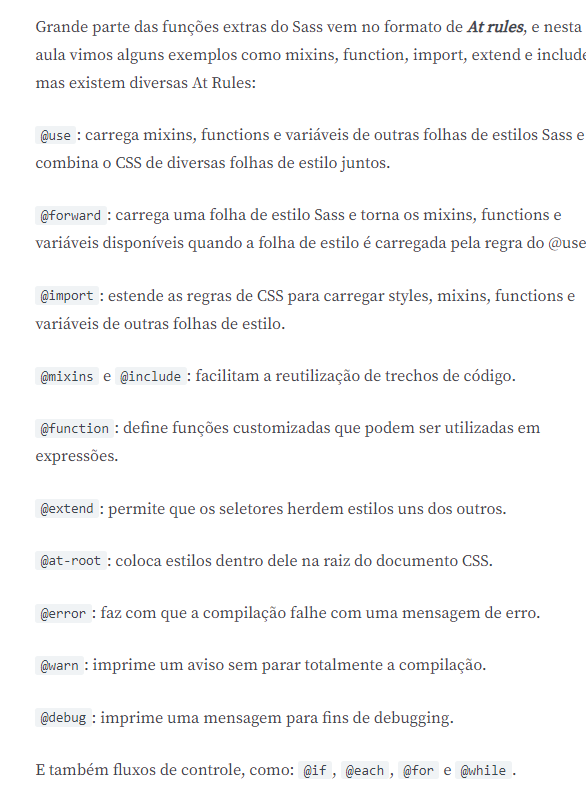 Grande parte das funções extras do Sass vem no formato de At rules, e nesta
aula vimos alguns exemplos como mixins, function, import, extend e include
mas existem diversas At Rules:
@use : carrega mixins, functions e variáveis de outras folhas de estilos Sass e
combina o CSS de diversas folhas de estilo juntos.
@forward : carrega uma folha de estilo Sass e torna os mixins, functions e
variáveis disponíveis quando a folha de estilo é carregada pela regra do @use
@import : estende as regras de CSS para carregar styles, mixins, functions e
variáveis de outras folhas de estilo.
@mixins e @include : facilitam a reutilização de trechos de código.
@function : define funções customizadas que podem ser utilizadas em
expressões.
@extend : permite que os seletores herdem estilos uns dos outros.
@at-root : coloca estilos dentro dele na raiz do documento CSS.
@error : faz com que a compilação falhe com uma mensagem de erro.
@warn : imprime um aviso sem parar totalmente a compilação.
@debug : imprime uma mensagem para fins de debugging.
E também fluxos de controle, como: @if , @each , @for e @while .